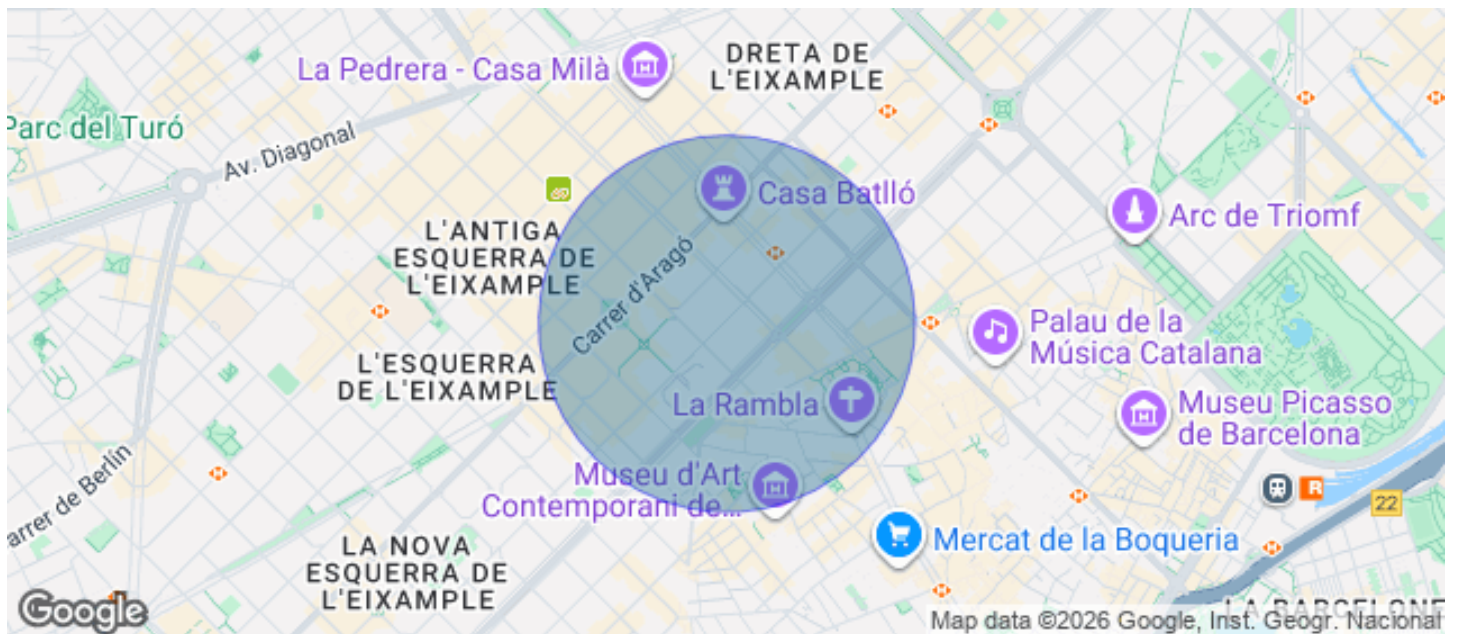 DRETA DE
L'EIXAMPLE
La Pedrera - Casa Milà
Parc del Turó
Av. Diagonal
Casa Batlló
Arc de Triomf
L'ANTIGA
ESQUERRA DE
L'EIXAMPLE
Carrer d'Aragó
Palau de la
Música Catalana
L'ESQUERRA
DE L'EIXAMPLE
La Rambla
Museu Picasso
de Barcelona
Museu d'Art
Contemporani de...
R
22
arrer de Berlín
Mercat de la Boqueria
LA NOVA
ESQUERRA DE
L'EIXAMPLE
LA BARCELONE
Google
Map data ©2026 Google, Inst. Geogr. Nacional